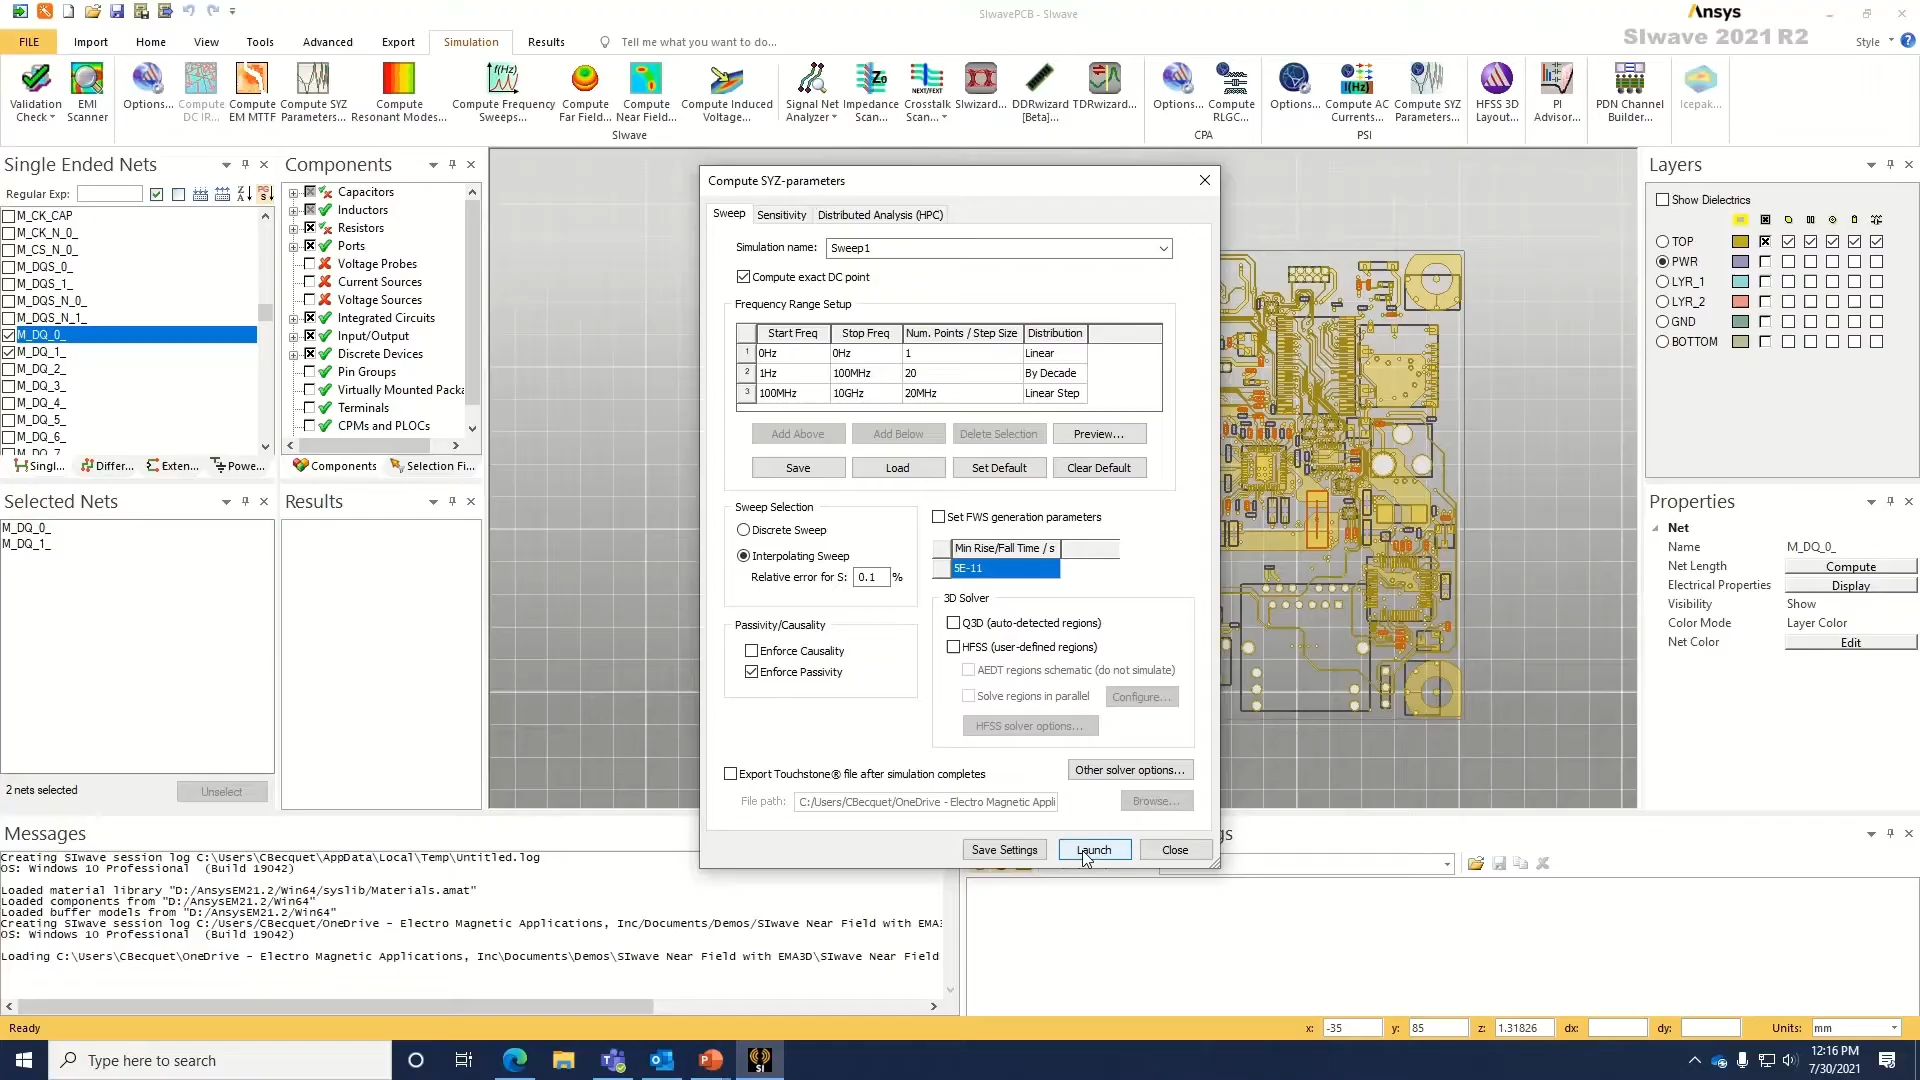 SIwavePCB - SIwave
Ansys
SIwave 2021 R2
FILE Import Home View Tools Advanced Export Simulation Results Tell me what you want to do... Style
Validation Check
EMI Scanner
Options...
Compute DC IR...
Compute EM MTTF
Compute SYZ Parameters...
Compute Resonant Modes...
Compute Frequency Sweeps...
Compute Far Field...
Compute Near Field...
Compute Induced Voltage...
Signal Net Analyzer
Impedance Scan...
Crosstalk Scan...
SIwizard...
DDRwizard [Beta]...
TDRwizard...
Options...
Compute RLGC...
Options...
Compute AC Currents...
Compute SYZ Parameters...
HFSS 3D Layout...
PI Advisor...
PDN Channel Builder...
Icepak...
SIwave
CPA
PSI
Single Ended Nets
Regular Exp:
M_CK_CAP
M_CK_N_0_
M_CS_N_0_
M_DQS_0_
M_DQS_1_
M_DQS_N_0_
M_DQS_N_1_
M_DQ_0_
M_DQ_1_
M_DQ_2_
M_DQ_3_
M_DQ_4_
M_DQ_5_
M_DQ_6_
M_DQ_7_
Singl... Differ... Exten... Powe...
Components
Capacitors
Inductors
Resistors
Ports
Voltage Probes
Current Sources
Voltage Sources
Integrated Circuits
Input/Output
Discrete Devices
Pin Groups
Virtually Mounted Packa
Terminals
CPMs and PLOCs
Components Selection Fi...
Selected Nets
M_DQ_0_
M_DQ_1_
2 nets selected Unselect
Results
Compute SYZ-parameters
Sweep Sensitivity Distributed Analysis (HPC)
Simulation name: Sweep1
Compute exact DC point
Frequency Range Setup
Start Freq Stop Freq Num. Points / Step Size Distribution
1 0Hz 0Hz 1 Linear
2 1Hz 100MHz 20 By Decade
3 100MHz 10GHz 20MHz Linear Step
Add Above Add Below Delete Selection Preview...
Save Load Set Default Clear Default
Sweep Selection
Discrete Sweep
Interpolating Sweep
Relative error for S: 0.1 %
Set FWS generation parameters
Min Rise/Fall Time / s
5E-11
Passivity/Causality
Enforce Causality
Enforce Passivity
3D Solver
Q3D (auto-detected regions)
HFSS (user-defined regions)
AEDT regions schematic (do not simulate)
Solve regions in parallel Configure...
HFSS solver options...
Export Touchstone® file after simulation completes
Other solver options...
File path: C:/Users/CBecquet/OneDrive - Electro Magnetic Appli Browse...
Save Settings Launch Close
Layers
Show Dielectrics
TOP
PWR
LYR_1
LYR_2
GND
BOTTOM
Properties
Net
Name M_DQ_0_
Net Length Compute
Electrical Properties Display
Visibility Show
Color Mode Layer Color
Net Color Edit
Messages
Creating SIwave session log C:\Users\CBecquet\AppData\Local\Temp\Untitled.log
OS: Windows 10 Professional (Build 19042)
Loaded material library "D:/AnsysEM21.2/Win64/syslib/Materials.amat"
Loaded components from "D:/AnsysEM21.2/Win64"
Loaded buffer models from "D:/AnsysEM21.2/Win64"
Creating SIwave session log C:/Users/CBecquet/OneDrive - Electro Magnetic Applications, Inc/Documents/Demos/SIwave Near Field with EMA3
OS: Windows 10 Professional (Build 19042)
Loading C:\Users\CBecquet\OneDrive - Electro Magnetic Applications, Inc\Documents\Demos\SIwave Near Field with EMA3D\SIwave Near Field
gs
Ready
x: -35 y: 85 z: 1.31826 dx: dy: Units: mm
Type here to search
SI
12:16 PM
7/30/2021